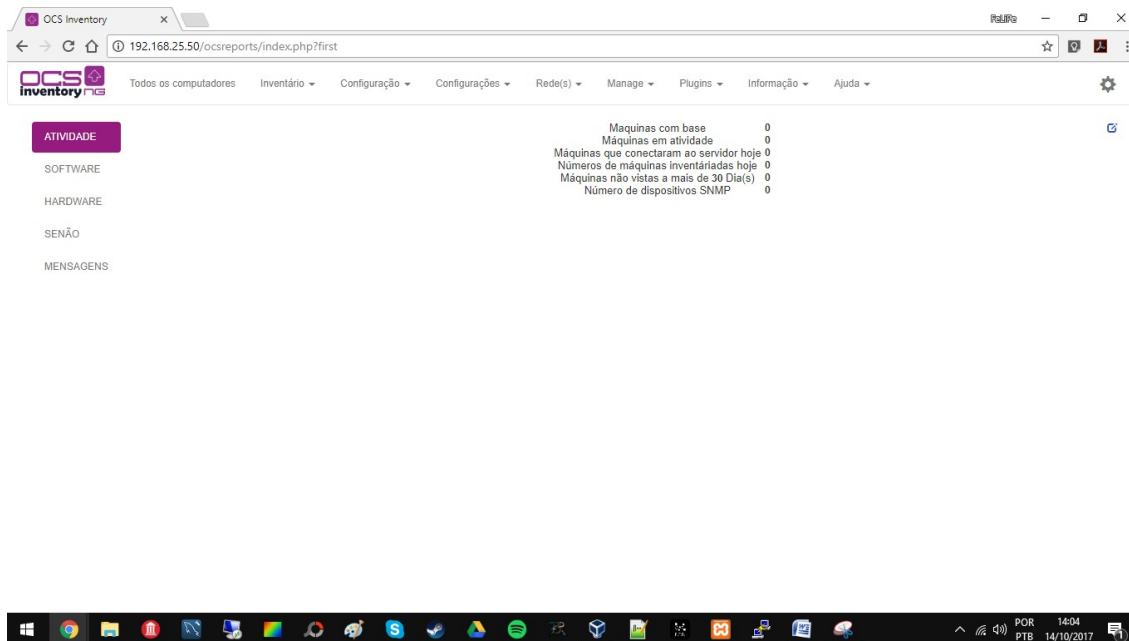 OCS Inventory
FeLiPe
192.168.25.50/ocsreports/index.php?first
OCS inventory NG
Todos os computadores Inventário Configuração Configurações Rede(s) Manage Plugins Informação Ajuda
ATIVIDADE
SOFTWARE
HARDWARE
SENÃO
MENSAGENS
Maquinas com base 0
Máquinas em atividade 0
Máquinas que conectaram ao servidor hoje 0
Números de máquinas inventáriadas hoje 0
Máquinas não vistas a mais de 30 Dia(s) 0
Número de dispositivos SNMP 0
POR 14:04
PTB 14/10/2017